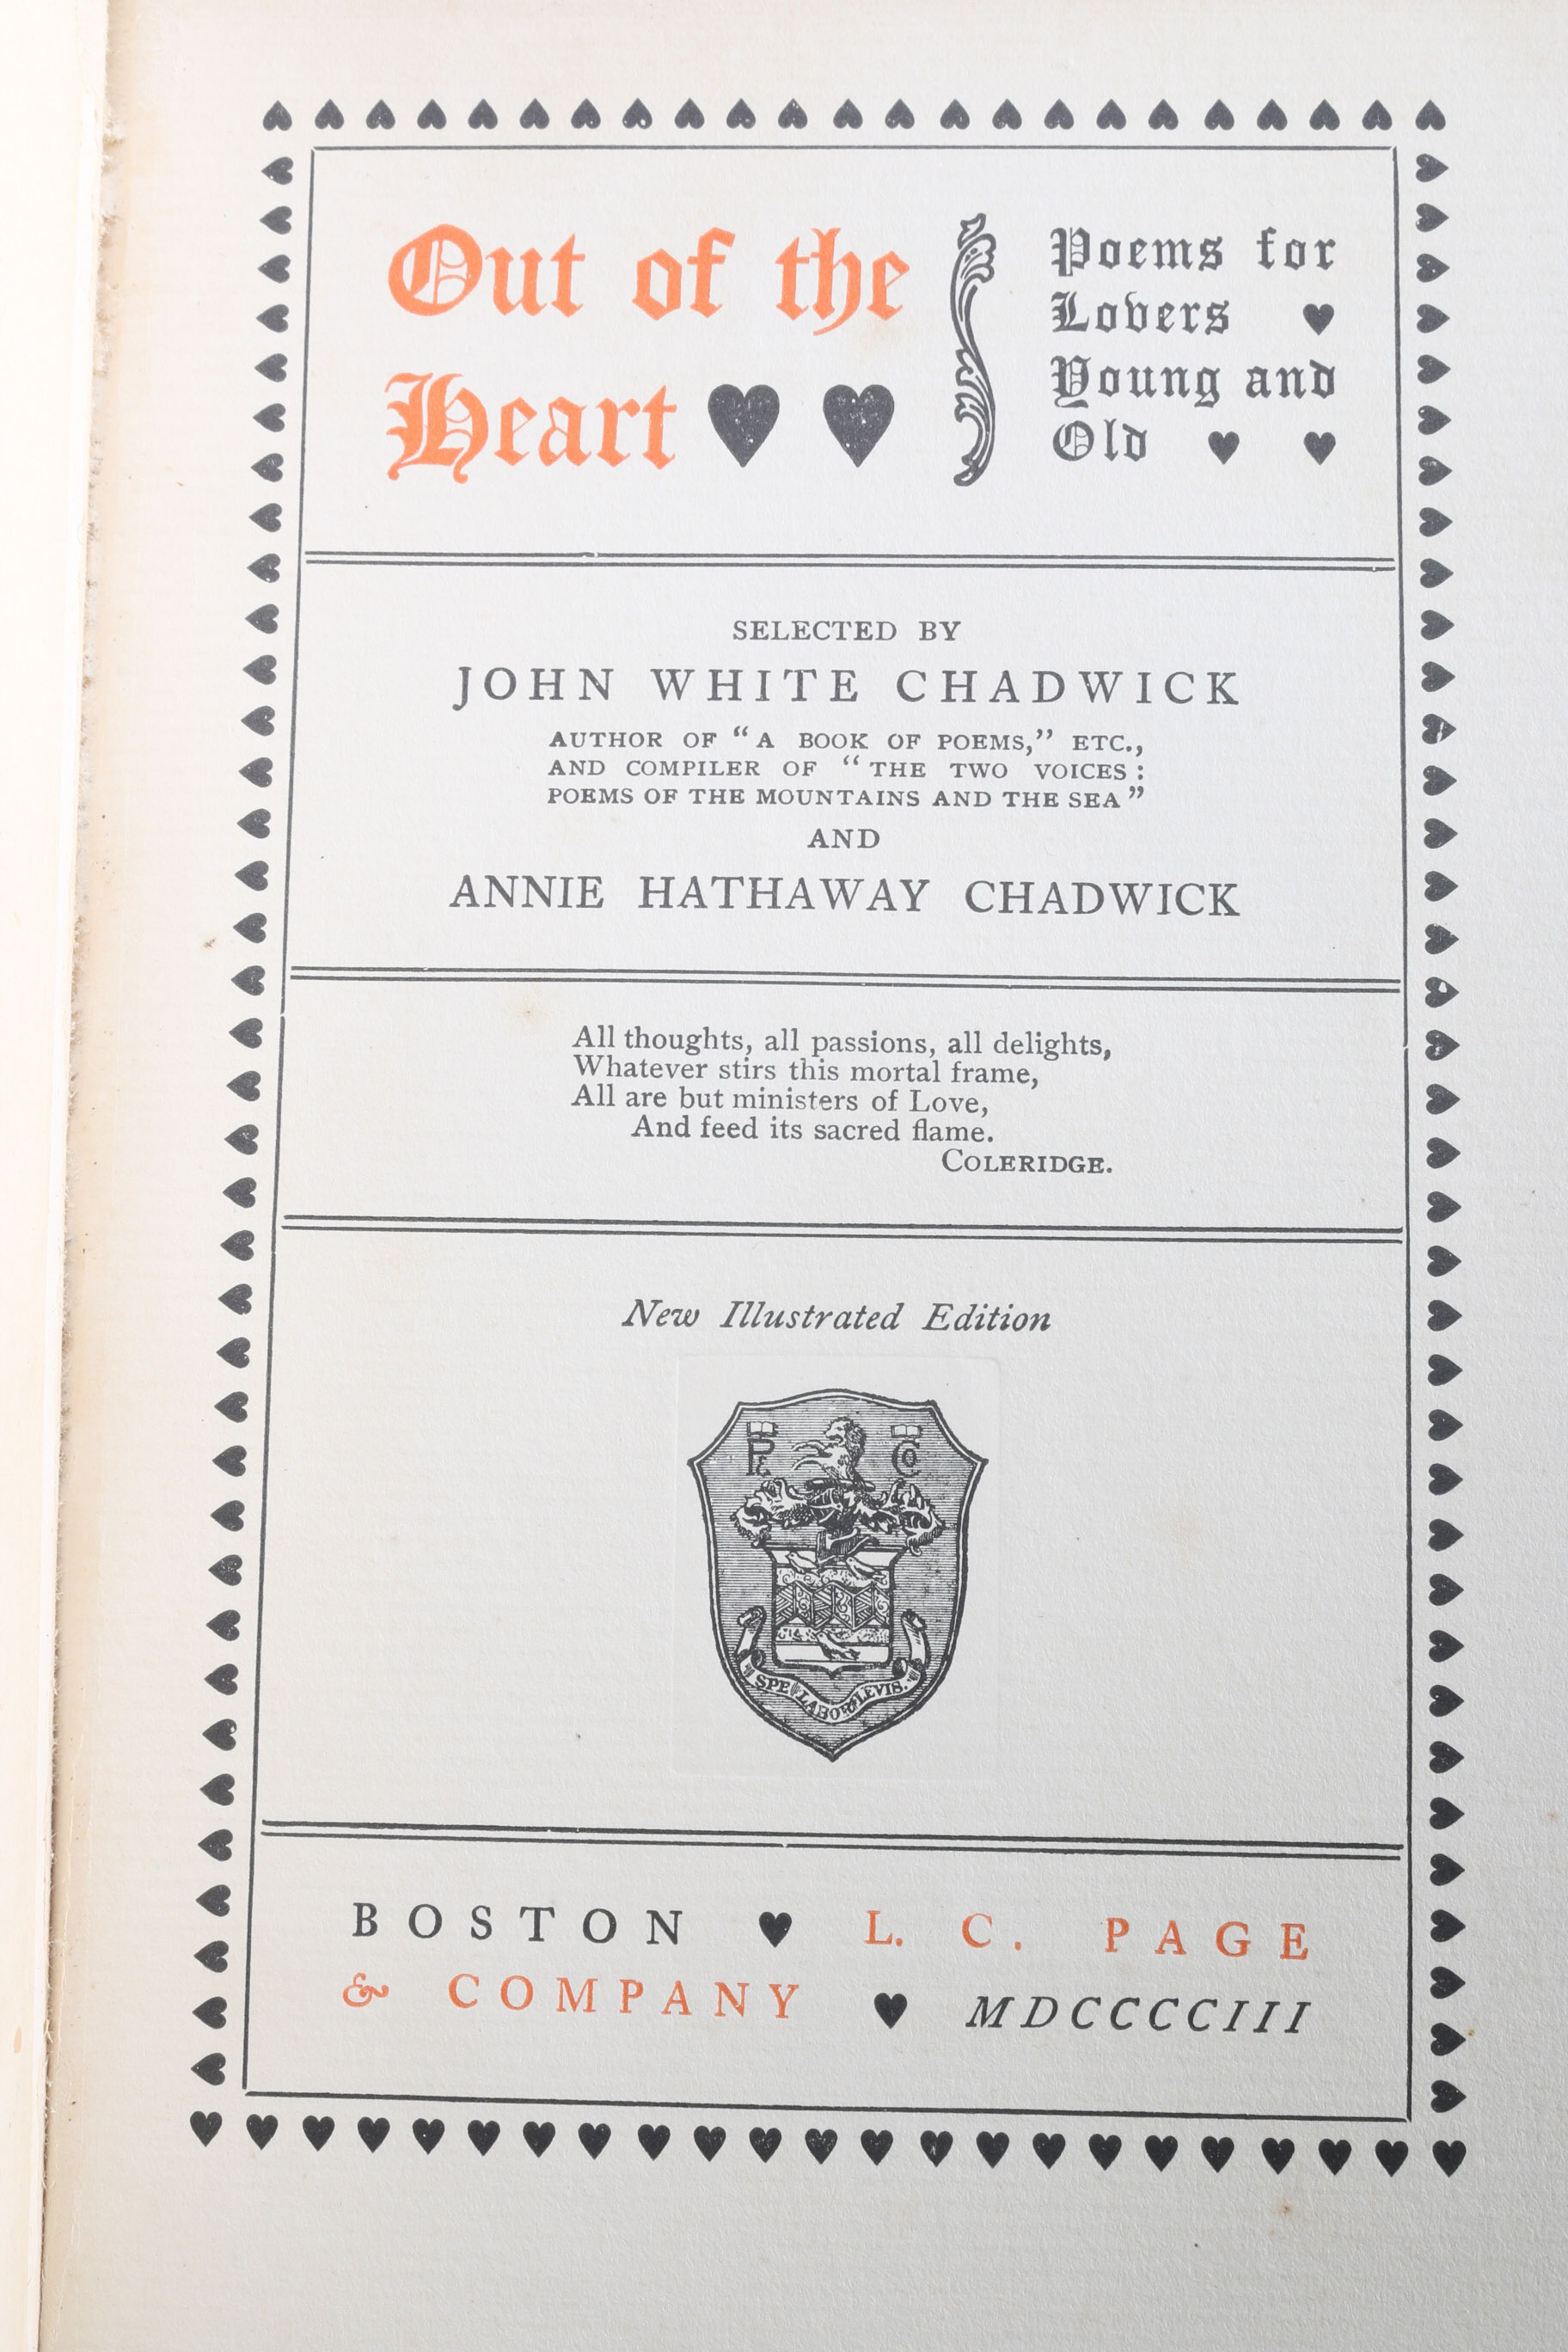 Out of the
Heart ♥ ♥
Poems for
Lovers ♥
Young and
Old ♥ ♥
SELECTED BY
JOHN WHITE CHADWICK
AUTHOR OF “A BOOK OF POEMS,” ETC.,
AND COMPILER OF “THE TWO VOICES:
POEMS OF THE MOUNTAINS AND THE SEA”
AND
ANNIE HATHAWAY CHADWICK
All thoughts, all passions, all delights,
Whatever stirs this mortal frame,
All are but ministers of Love,
And feed its sacred flame.
COLERIDGE.
New Illustrated Edition
P & Co
SPE LABOR LEVIS.
BOSTON ♥ L. C. PAGE
& COMPANY ♥ MDCCCCIII